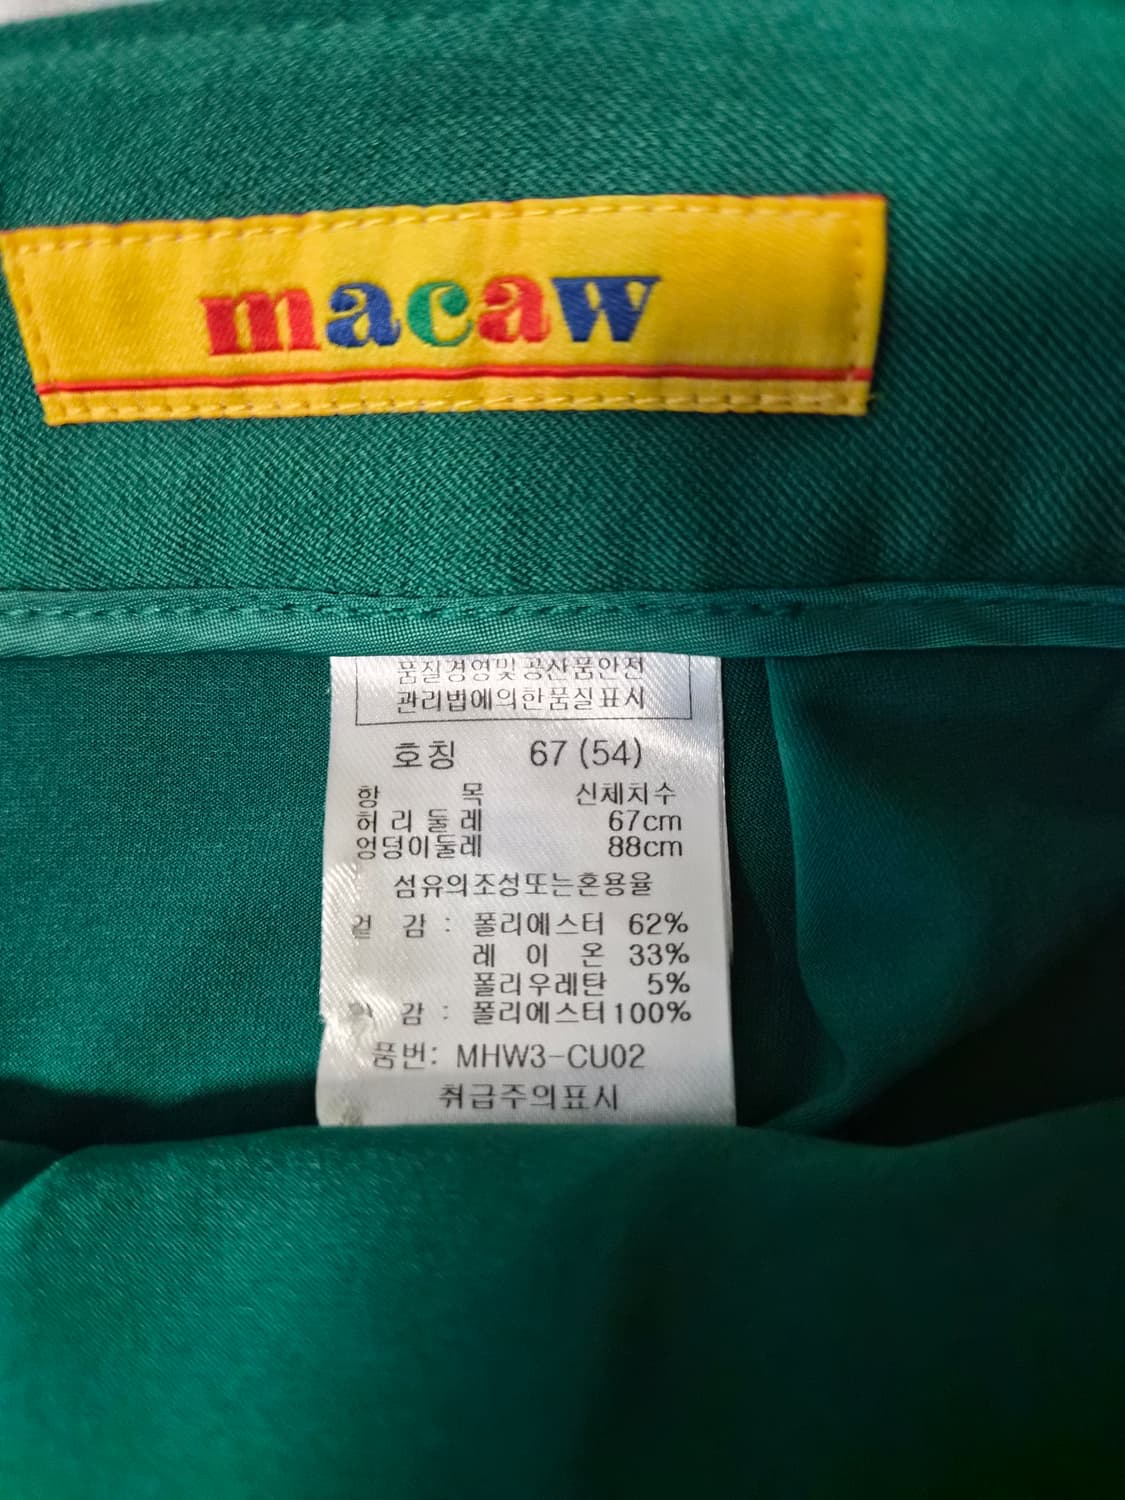 macaw
품질경영및공산품안전
관리법에의한품질표시
호칭 67 (54)
항 목 신체치수
허 리 둘 레 67cm
엉덩이둘레 88cm
섬유의조성또는혼용율
겉 감 : 폴리에스터 62%
레 이 온 33%
폴리우레탄 5%
감 : 폴리에스터 100%
품번: MHW3-CU02
취급주의표시